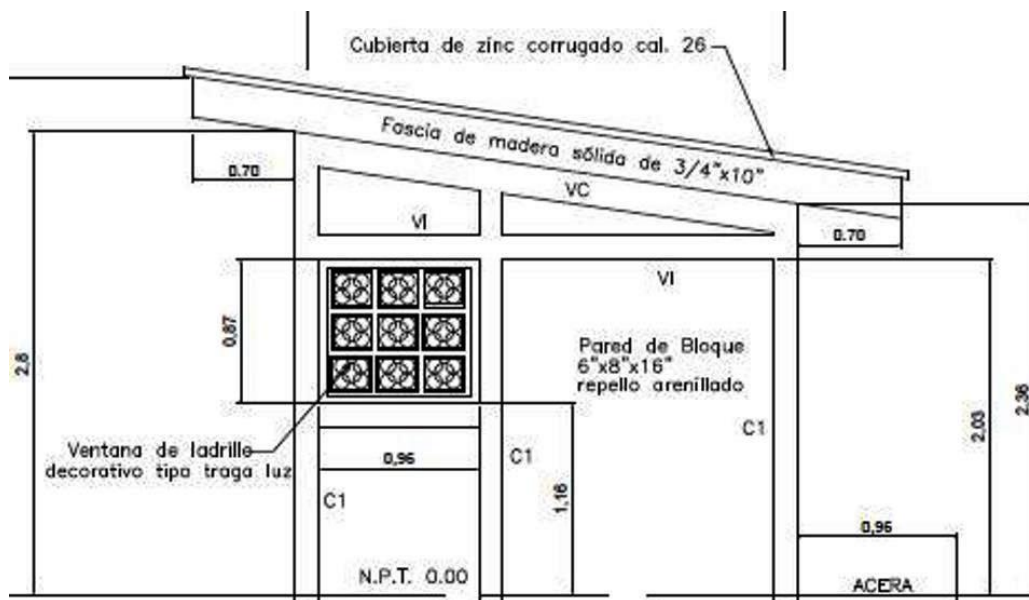 Cubierta de zinc corrugado cal. 26
Fascia de madera sólida de 3/4"x10"
0.70
VC
VI
0.70
VI
0,87
2,8
Pared de Bloque
6"x8"x16"
repello arenillado
2,36
2,03
C1
Ventana de ladrillo
decorativo tipo traga luz
0,96
C1
C1
1,16
0,96
N.P.T. 0.00
ACERA